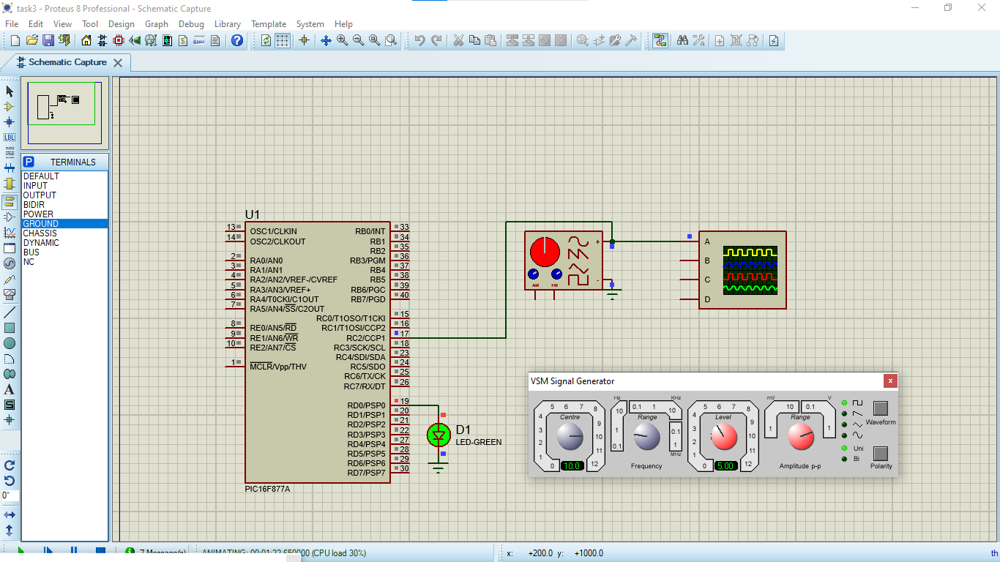 task3 - Proteus 8 Professional - Schematic Capture
File Edit View Tool Design Graph Debug Library Template System Help
Schematic Capture
LBL
P TERMINALS
DEFAULT
INPUT
OUTPUT
BIDIR
POWER
GROUND
CHASSIS
DYNAMIC
BUS
NC
A
S
0°
U1
13 OSC1/CLKIN
14 OSC2/CLKOUT
2 RA0/AN0
3 RA1/AN1
4 RA2/AN2/VREF-/CVREF
5 RA3/AN3/VREF+
6 RA4/T0CKI/C1OUT
7 RA5/AN4/SS/C2OUT
8 RE0/AN5/RD
9 RE1/AN6/WR
10 RE2/AN7/CS
1 MCLR/Vpp/THV
RB0/INT 33
RB1 34
RB2 35
RB3/PGM 36
RB4 37
RB5 38
RB6/PGC 39
RB7/PGD 40
RC0/T1OSO/T1CKI 15
RC1/T1OSI/CCP2 16
RC2/CCP1 17
RC3/SCK/SCL 18
RC4/SDI/SDA 23
RC5/SDO 24
RC6/TX/CK 25
RC7/RX/DT 26
RD0/PSP0 19
RD1/PSP1 20
RD2/PSP2 21
RD3/PSP3 22
RD4/PSP4 27
RD5/PSP5 28
RD6/PSP6 29
RD7/PSP7 30
PIC16F877A
D1
LED-GREEN
AM FM
+
-
A
B
C
D
VSM Signal Generator
0 1 2 3 4 5 6 7 8 9 10 11 12
Centre
10.0
Hz KHz
0.1 1 10 0.1 1 10 0.1 1
MHz
Range
Frequency
0 1 2 3 4 5 6 7 8 9 10 11 12
Level
5.00
mV V
1 10 0.1 1
Range
Amplitude p-p
Waveform
Uni
Bi
Polarity
7 Message(s)
ANIMATING: 00:01:22.650000 (CPU load 30%)
x: +200.0 y: +1000.0
th